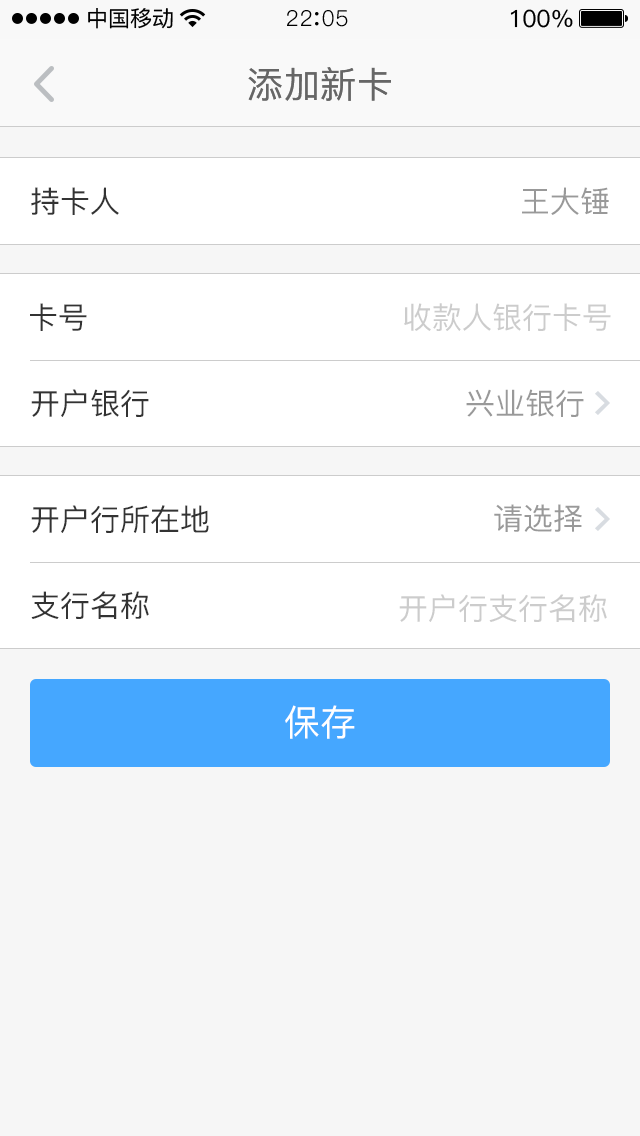 中国移动 22:05 100%
添加新卡
持卡人 王大锤
卡号 收款人银行卡号
开户银行 兴业银行
开户行所在地 请选择
支行名称 开户行支行名称
保存